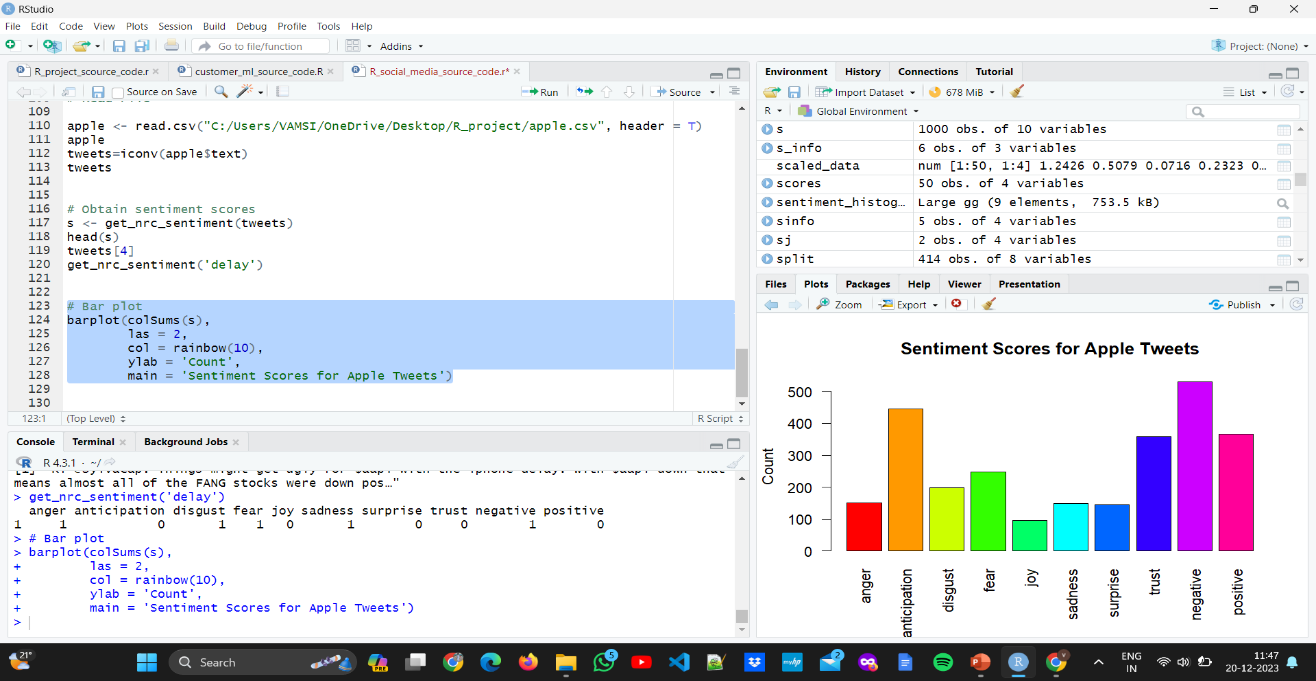 RStudio
File Edit Code View Plots Session Build Debug Profile Tools Help
Go to file/function Addins Project: (None)
R_project_scource_code.r customer_ml_source_code.R R_social_media_source_code.r*
Source on Save Run Source
109
110 apple <- read.csv("C:/Users/VAMSI/OneDrive/Desktop/R_project/apple.csv", header = T)
111 apple
112 tweets=iconv(apple$text)
113 tweets
114
115
116 # Obtain sentiment scores
117 s <- get_nrc_sentiment(tweets)
118 head(s)
119 tweets[4]
120 get_nrc_sentiment('delay')
121
122
123 # Bar plot
124 barplot(colSums(s),
125 las = 2,
126 col = rainbow(10),
127 ylab = 'Count',
128 main = 'Sentiment Scores for Apple Tweets')
129
130
123:1 (Top Level) R Script
Console Terminal Background Jobs
R 4.3.1 · ~/
means almost all of the FANG stocks were down pos…"
> get_nrc_sentiment('delay')
anger anticipation disgust fear joy sadness surprise trust negative positive
1 1 0 1 1 0 1 0 0 1 0
> # Bar plot
> barplot(colSums(s),
+ las = 2,
+ col = rainbow(10),
+ ylab = 'Count',
+ main = 'Sentiment Scores for Apple Tweets')
>
Environment History Connections Tutorial
Import Dataset 678 MiB List
R Global Environment
s 1000 obs. of 10 variables
s_info 6 obs. of 3 variables
scaled_data num [1:50, 1:4] 1.2426 0.5079 0.0716 0.2323 0…
scores 50 obs. of 4 variables
sentiment_histog… Large gg (9 elements, 753.5 kB)
sinfo 5 obs. of 4 variables
sj 2 obs. of 4 variables
split 414 obs. of 8 variables
Files Plots Packages Help Viewer Presentation
Zoom Export Publish
Sentiment Scores for Apple Tweets
Count
500
400
300
200
100
0
anger anticipation disgust fear joy sadness surprise trust negative positive
21° Search PRE 5 myhp 2 P R ENG IN 11:47 20-12-2023